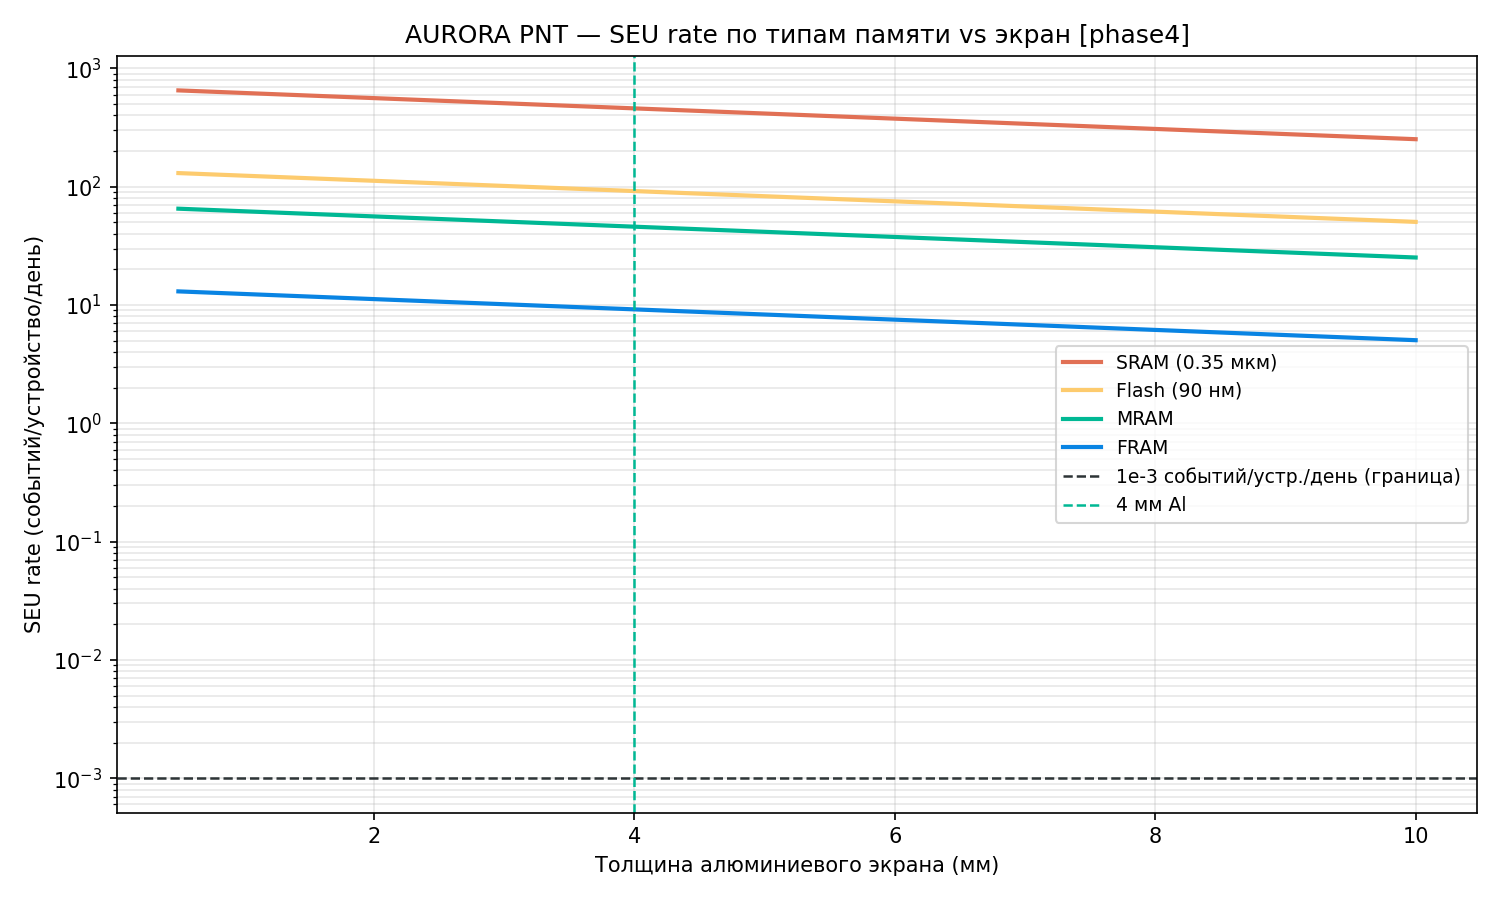 AURORA PNT — SEU rate по типам памяти vs экран [phase4]
SEU rate (событий/устройство/день)
10³
10²
10¹
10⁰
10⁻¹
10⁻²
10⁻³
SRAM (0.35 мкм)
Flash (90 нм)
MRAM
FRAM
1e-3 событий/устр./день (граница)
4 мм Al
2 4 6 8 10
Толщина алюминиевого экрана (мм)